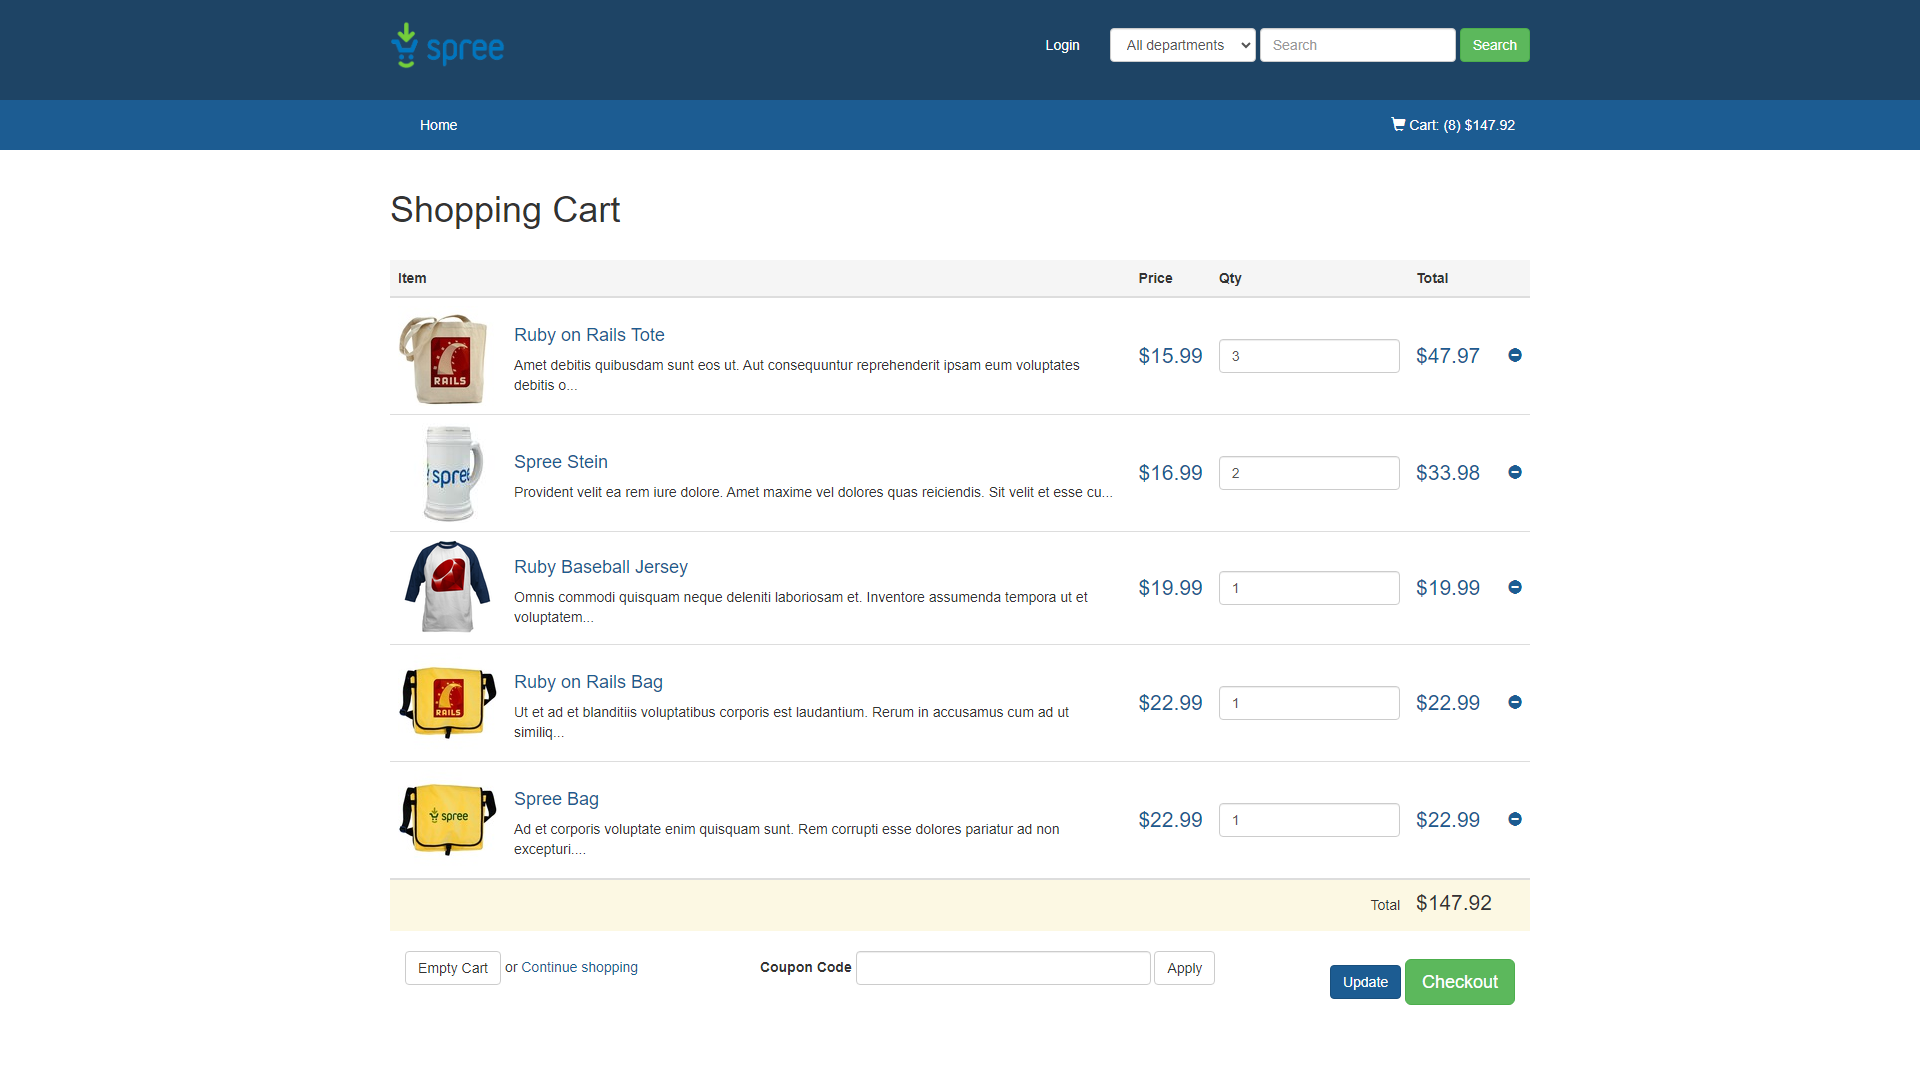 spree
Login
All departments
Search
Search
Home
Cart: (8) $147.92
Shopping Cart
Item Price Qty Total
RAILS
Ruby on Rails Tote
Amet debitis quibusdam sunt eos ut. Aut consequuntur reprehenderit ipsam eum voluptates
debitis o...
$15.99 3 $47.97
spree
Spree Stein
Provident velit ea rem iure dolore. Amet maxime vel dolores quas reiciendis. Sit velit et esse cu...
$16.99 2 $33.98
Ruby Baseball Jersey
Omnis commodi quisquam neque deleniti laboriosam et. Inventore assumenda tempora ut et
voluptatem...
$19.99 1 $19.99
RAILS
Ruby on Rails Bag
Ut et ad et blanditiis voluptatibus corporis est laudantium. Rerum in accusamus cum ad ut
similiq...
$22.99 1 $22.99
spree
Spree Bag
Ad et corporis voluptate enim quisquam sunt. Rem corrupti esse dolores pariatur ad non
excepturi....
$22.99 1 $22.99
Total $147.92
Empty Cart or Continue shopping
Coupon Code
Apply
Update
Checkout